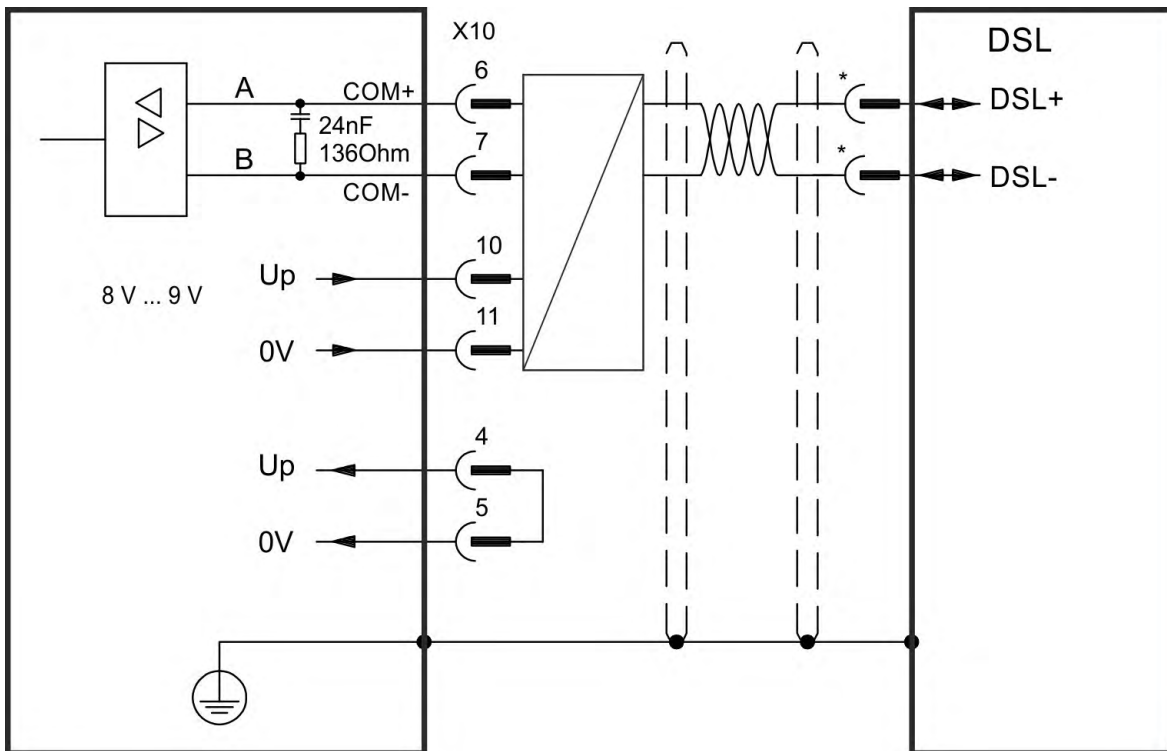 X10
DSL
6
*
A
COM+
DSL+
24nF
136Ohm
7
*
B
COM-
DSL-
10
Up
8 V ... 9 V
11
0V
4
Up
5
0V